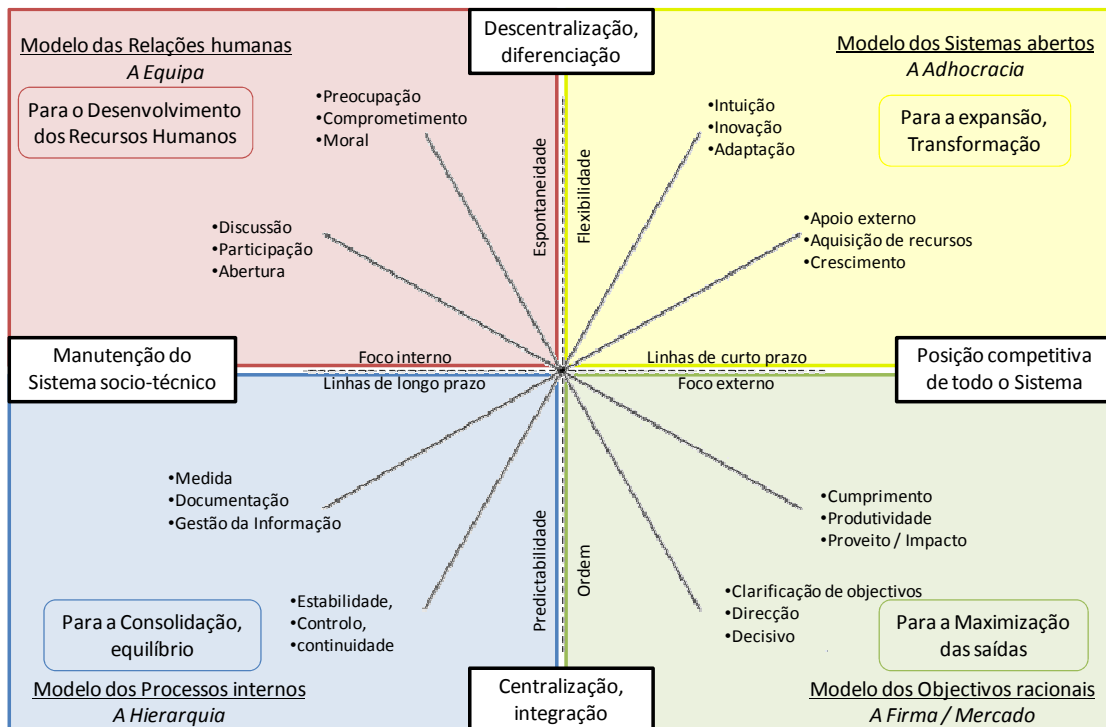 Descentralização,
diferenciação
Modelo das Relações humanas
A Equipa
Para o Desenvolvimento
dos Recursos Humanos
•Preocupação
•Comprometimento
•Moral
•Discussão
•Participação
•Abertura
Espontaneidade
Flexibilidade
Modelo dos Sistemas abertos
A Adhocracia
Para a expansão,
Transformação
•Intuição
•Inovação
•Adaptação
•Apoio externo
•Aquisição de recursos
•Crescimento
Manutenção do
Sistema socio-técnico
Foco interno
Linhas de longo prazo
Linhas de curto prazo
Foco externo
Posição competitiva
de todo o Sistema
•Medida
•Documentação
•Gestão da Informação
•Estabilidade,
•Controlo,
•continuidade
Para a Consolidação,
equilíbrio
Modelo dos Processos internos
A Hierarquia
Predictabilidade
Ordem
•Cumprimento
•Produtividade
•Proveito / Impacto
•Clarificação de objectivos
•Direcção
•Decisivo
Para a Maximização
das saídas
Modelo dos Objectivos racionais
A Firma / Mercado
Centralização,
integração